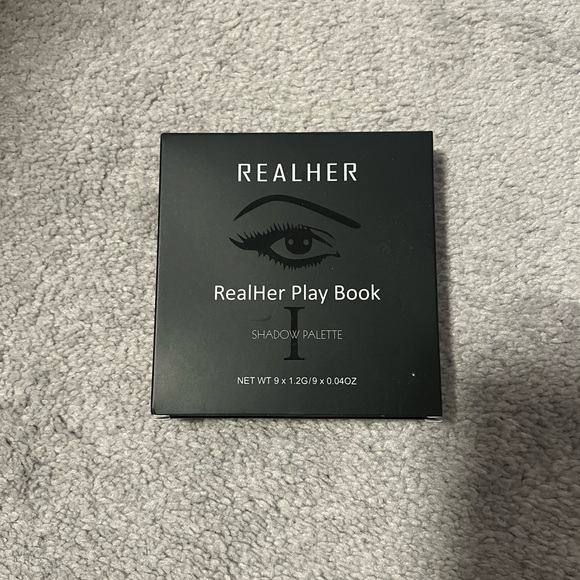 REALHER
RealHer Play Book
I
SHADOW PALETTE
NET WT 9 x 1.2G/9 x 0.04OZ